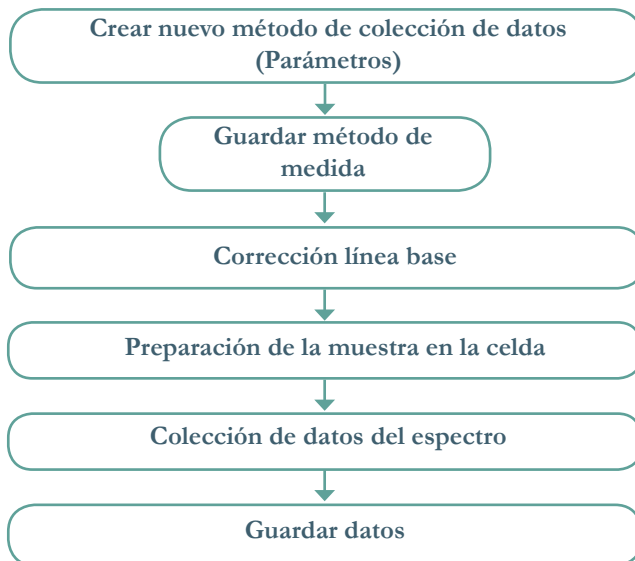 Crear nuevo método de colección de datos
(Parámetros)
Guardar método de
medida
Corrección línea base
Preparación de la muestra en la celda
Colección de datos del espectro
Guardar datos